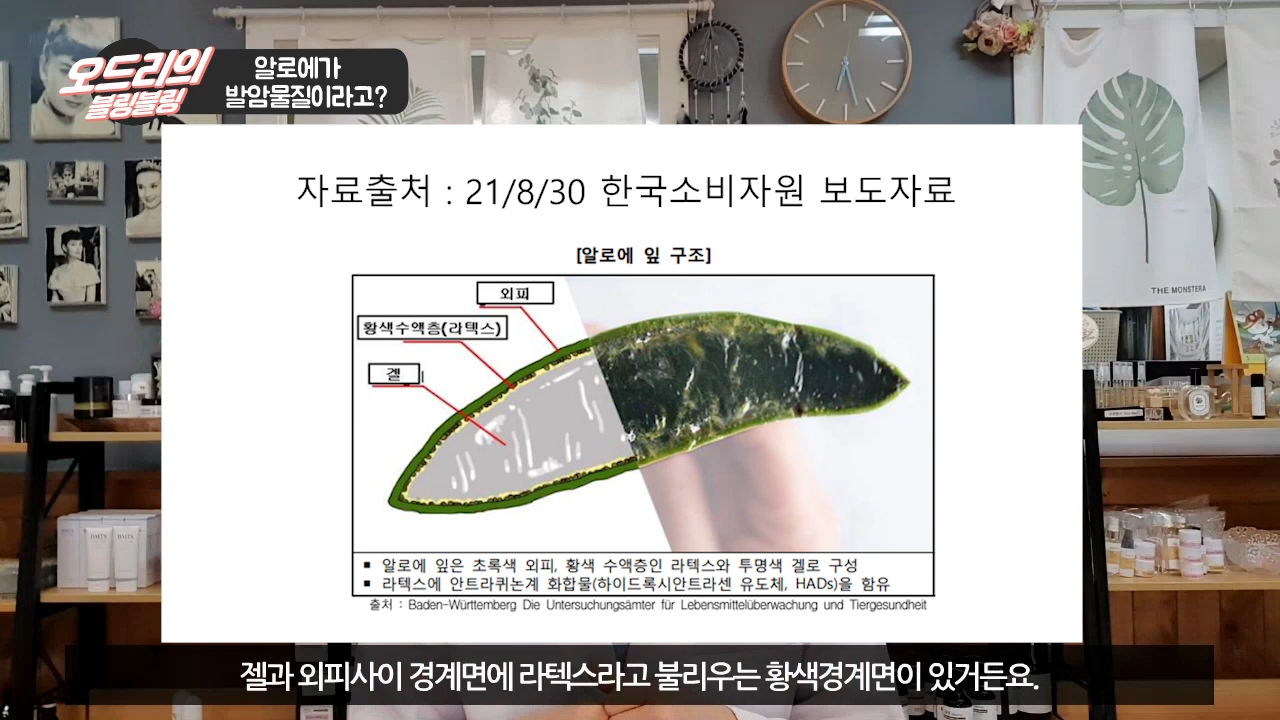 오드리의
블링블링
알로에가
발암물질이라고?
자료출처 : 21/8/30 한국소비자원 보도자료
[알로에 잎 구조]
외피
황색수액층(라텍스)
겔
▪ 알로에 잎은 초록색 외피, 황색 수액층인 라텍스와 투명색 겔로 구성
▪ 라텍스에 안트라퀴논계 화합물(하이드록시안트라센 유도체, HADs)을 함유
출처 : Baden-Württemberg Die Untersuchungsämter für Lebensmittelüberwachung und Tiergesundheit
THE MONSTERA
젤과 외피사이 경계면에 라텍스라고 불리우는 황색경계면이 있거든요.